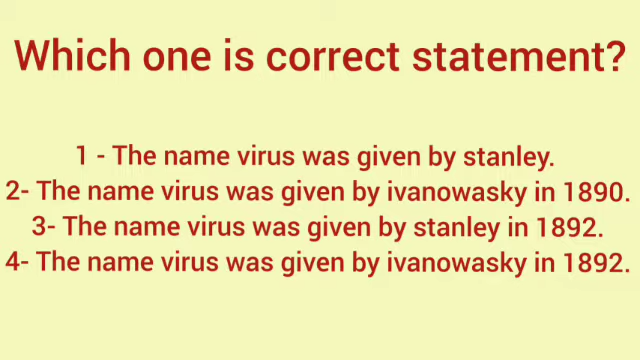 Which one is correct statement?
1 - The name virus was given by stanley.
2- The name virus was given by ivanowasky in 1890.
3- The name virus was given by stanley in 1892.
4- The name virus was given by ivanowasky in 1892.